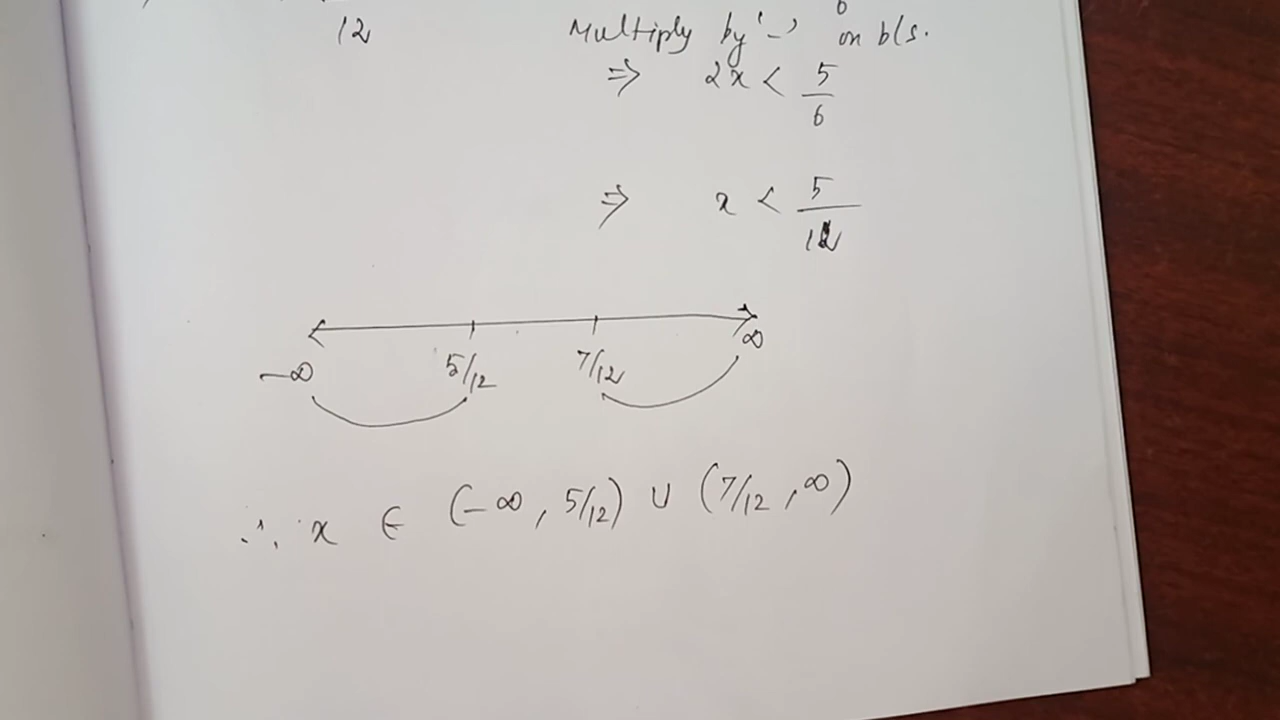 12
Multiply by '-' on b/s.
⇒ 2x < 5/6
⇒ x < 5/12
-∞ 5/12 7/12 ∞
∴ x ∈ (-∞, 5/12) ∪ (7/12, ∞)